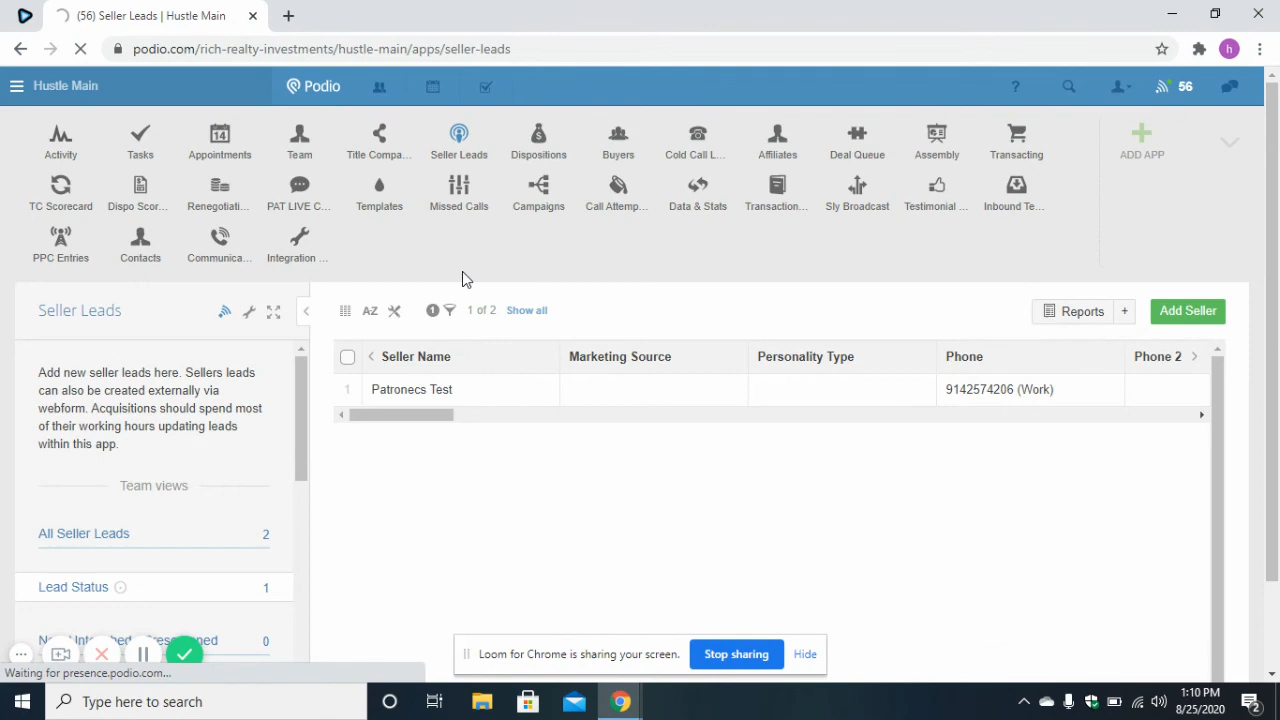 (56) Seller Leads | Hustle Main
podio.com/rich-realty-investments/hustle-main/apps/seller-leads
h
Hustle Main
Podio
?
56
Activity
Tasks
14
Appointments
Team
Title Compa...
Seller Leads
Dispositions
Buyers
Cold Call L...
Affiliates
Deal Queue
Assembly
Transacting
ADD APP
TC Scorecard
Dispo Scor...
Renegotiati...
PAT LIVE C...
Templates
Missed Calls
Campaigns
Call Attemp...
Data & Stats
Transaction...
Sly Broadcast
Testimonial ...
Inbound Te...
PPC Entries
Contacts
Communica...
Integration ...
Seller Leads
AZ
1
1 of 2
Show all
Reports
+
Add Seller
Add new seller leads here. Sellers leads
can also be created externally via
webform. Acquisitions should spend most
of their working hours updating leads
within this app.
Team views
All Seller Leads 2
Lead Status 1
0
Seller Name
Marketing Source
Personality Type
Phone
Phone 2
1
Patronecs Test
9142574206 (Work)
Loom for Chrome is sharing your screen.
Stop sharing
Hide
Waiting for presence.podio.com...
Type here to search
1:10 PM
8/25/2020
2